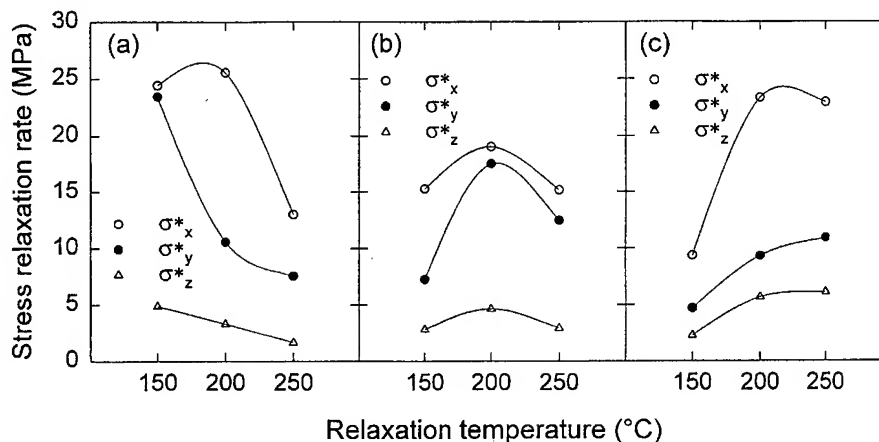 30
25
20
15
10
5
0
Stress relaxation rate (MPa)
(a)
σ*x
σ*y
σ*z
150 200 250
(b)
σ*x
σ*y
σ*z
150 200 250
(c)
σ*x
σ*y
σ*z
150 200 250
Relaxation temperature (°C)